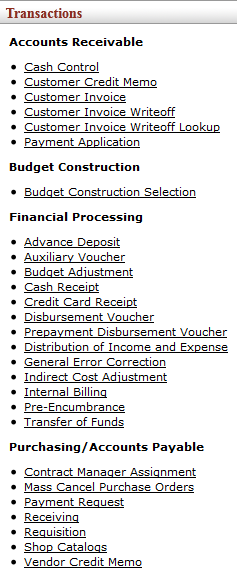 Transactions
Accounts Receivable
Cash Control
Customer Credit Memo
Customer Invoice
Customer Invoice Writeoff
Customer Invoice Writeoff Lookup
Payment Application
Budget Construction
Budget Construction Selection
Financial Processing
Advance Deposit
Auxiliary Voucher
Budget Adjustment
Cash Receipt
Credit Card Receipt
Disbursement Voucher
Prepayment Disbursement Voucher
Distribution of Income and Expense
General Error Correction
Indirect Cost Adjustment
Internal Billing
Pre-Encumbrance
Transfer of Funds
Purchasing/Accounts Payable
Contract Manager Assignment
Mass Cancel Purchase Orders
Payment Request
Receiving
Requisition
Shop Catalogs
Vendor Credit Memo